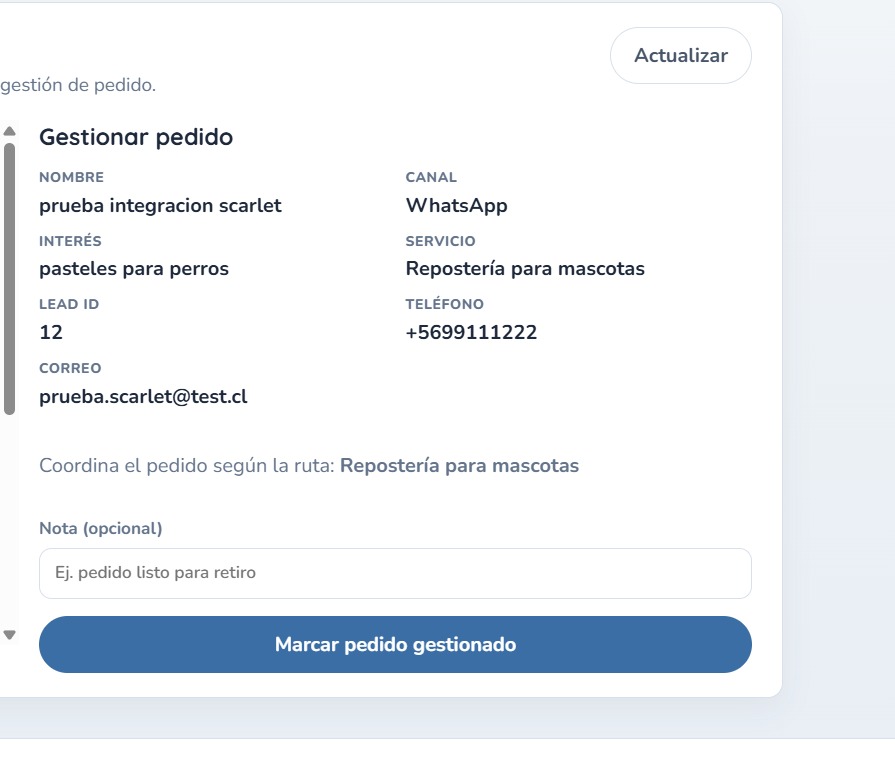 Actualizar
gestión de pedido.
Gestionar pedido
NOMBRE
prueba integracion scarlet
CANAL
WhatsApp
INTERÉS
pasteles para perros
SERVICIO
Repostería para mascotas
LEAD ID
12
TELÉFONO
+5699111222
CORREO
prueba.scarlet@test.cl
Coordina el pedido según la ruta: Repostería para mascotas
Nota (opcional)
Ej. pedido listo para retiro
Marcar pedido gestionado